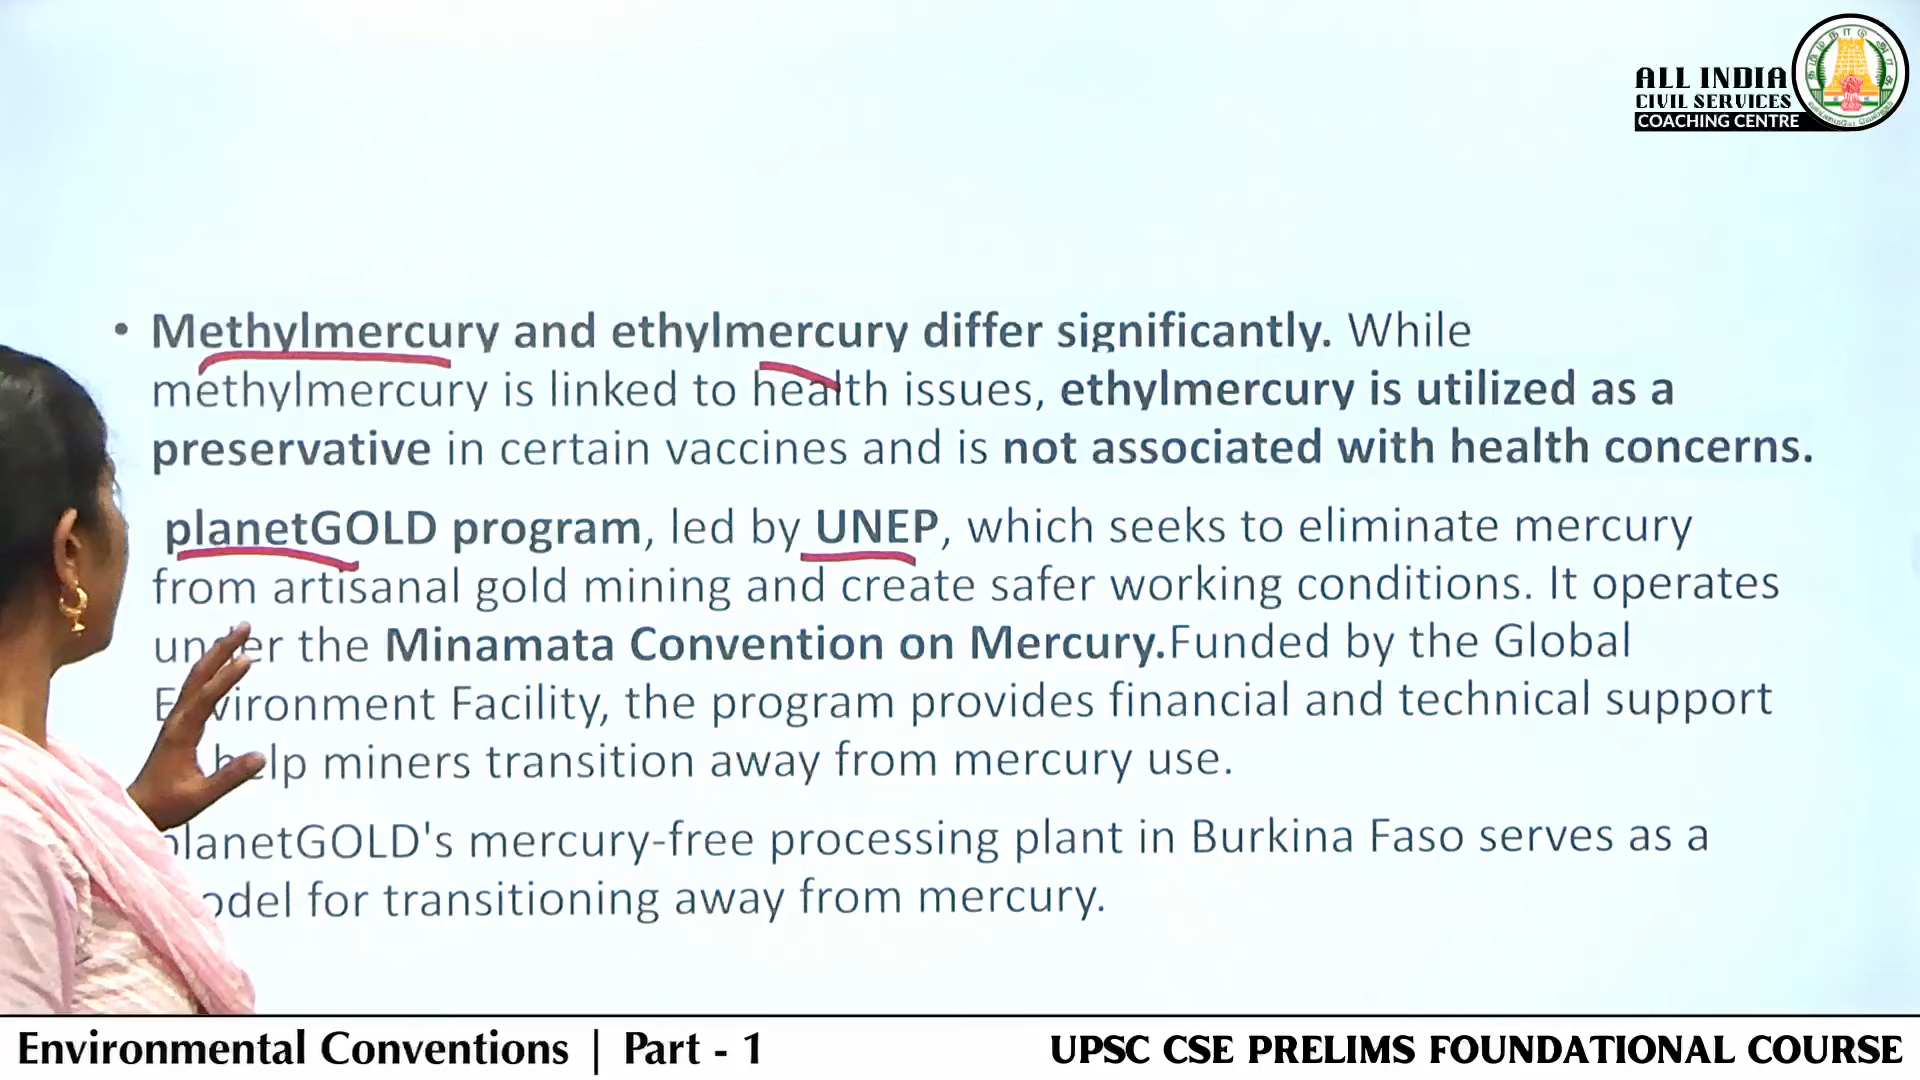 ALL INDIA
CIVIL SERVICES
COACHING CENTRE
• Methylmercury and ethylmercury differ significantly. While
methylmercury is linked to health issues, ethylmercury is utilized as a
preservative in certain vaccines and is not associated with health concerns.
planetGOLD program, led by UNEP, which seeks to eliminate mercury
from artisanal gold mining and create safer working conditions. It operates
under the Minamata Convention on Mercury.Funded by the Global
Environment Facility, the program provides financial and technical support
help miners transition away from mercury use.
planetGOLD's mercury-free processing plant in Burkina Faso serves as a
model for transitioning away from mercury.
Environmental Conventions | Part - 1
UPSC CSE PRELIMS FOUNDATIONAL COURSE